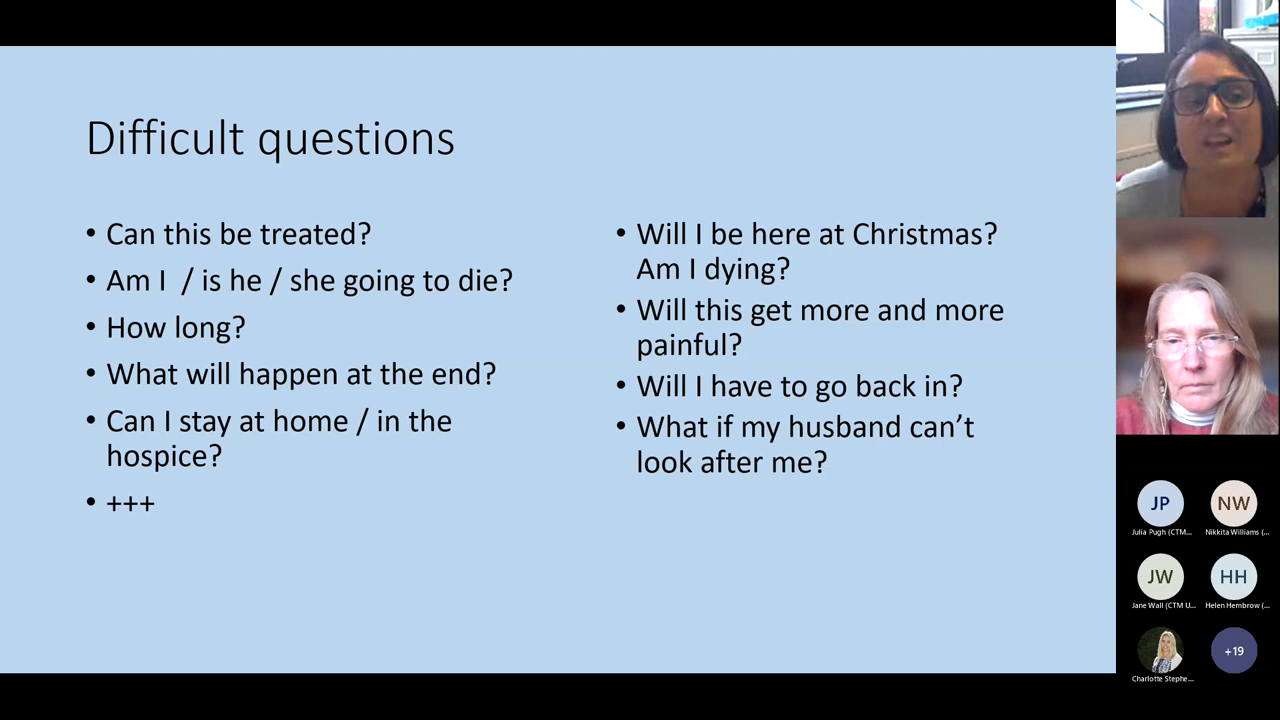 Difficult questions
• Can this be treated?
• Am I / is he / she going to die?
• How long?
• What will happen at the end?
• Can I stay at home / in the
hospice?
• +++
• Will I be here at Christmas?
Am I dying?
• Will this get more and more
painful?
• Will I have to go back in?
• What if my husband can’t
look after me?
JP
NW
Julia Pugh (CTM...
Nikkita Williams (...
JW
HH
Jane Wall (CTM U...
Helen Hembrow (...
+19
Charlotte Stephe...